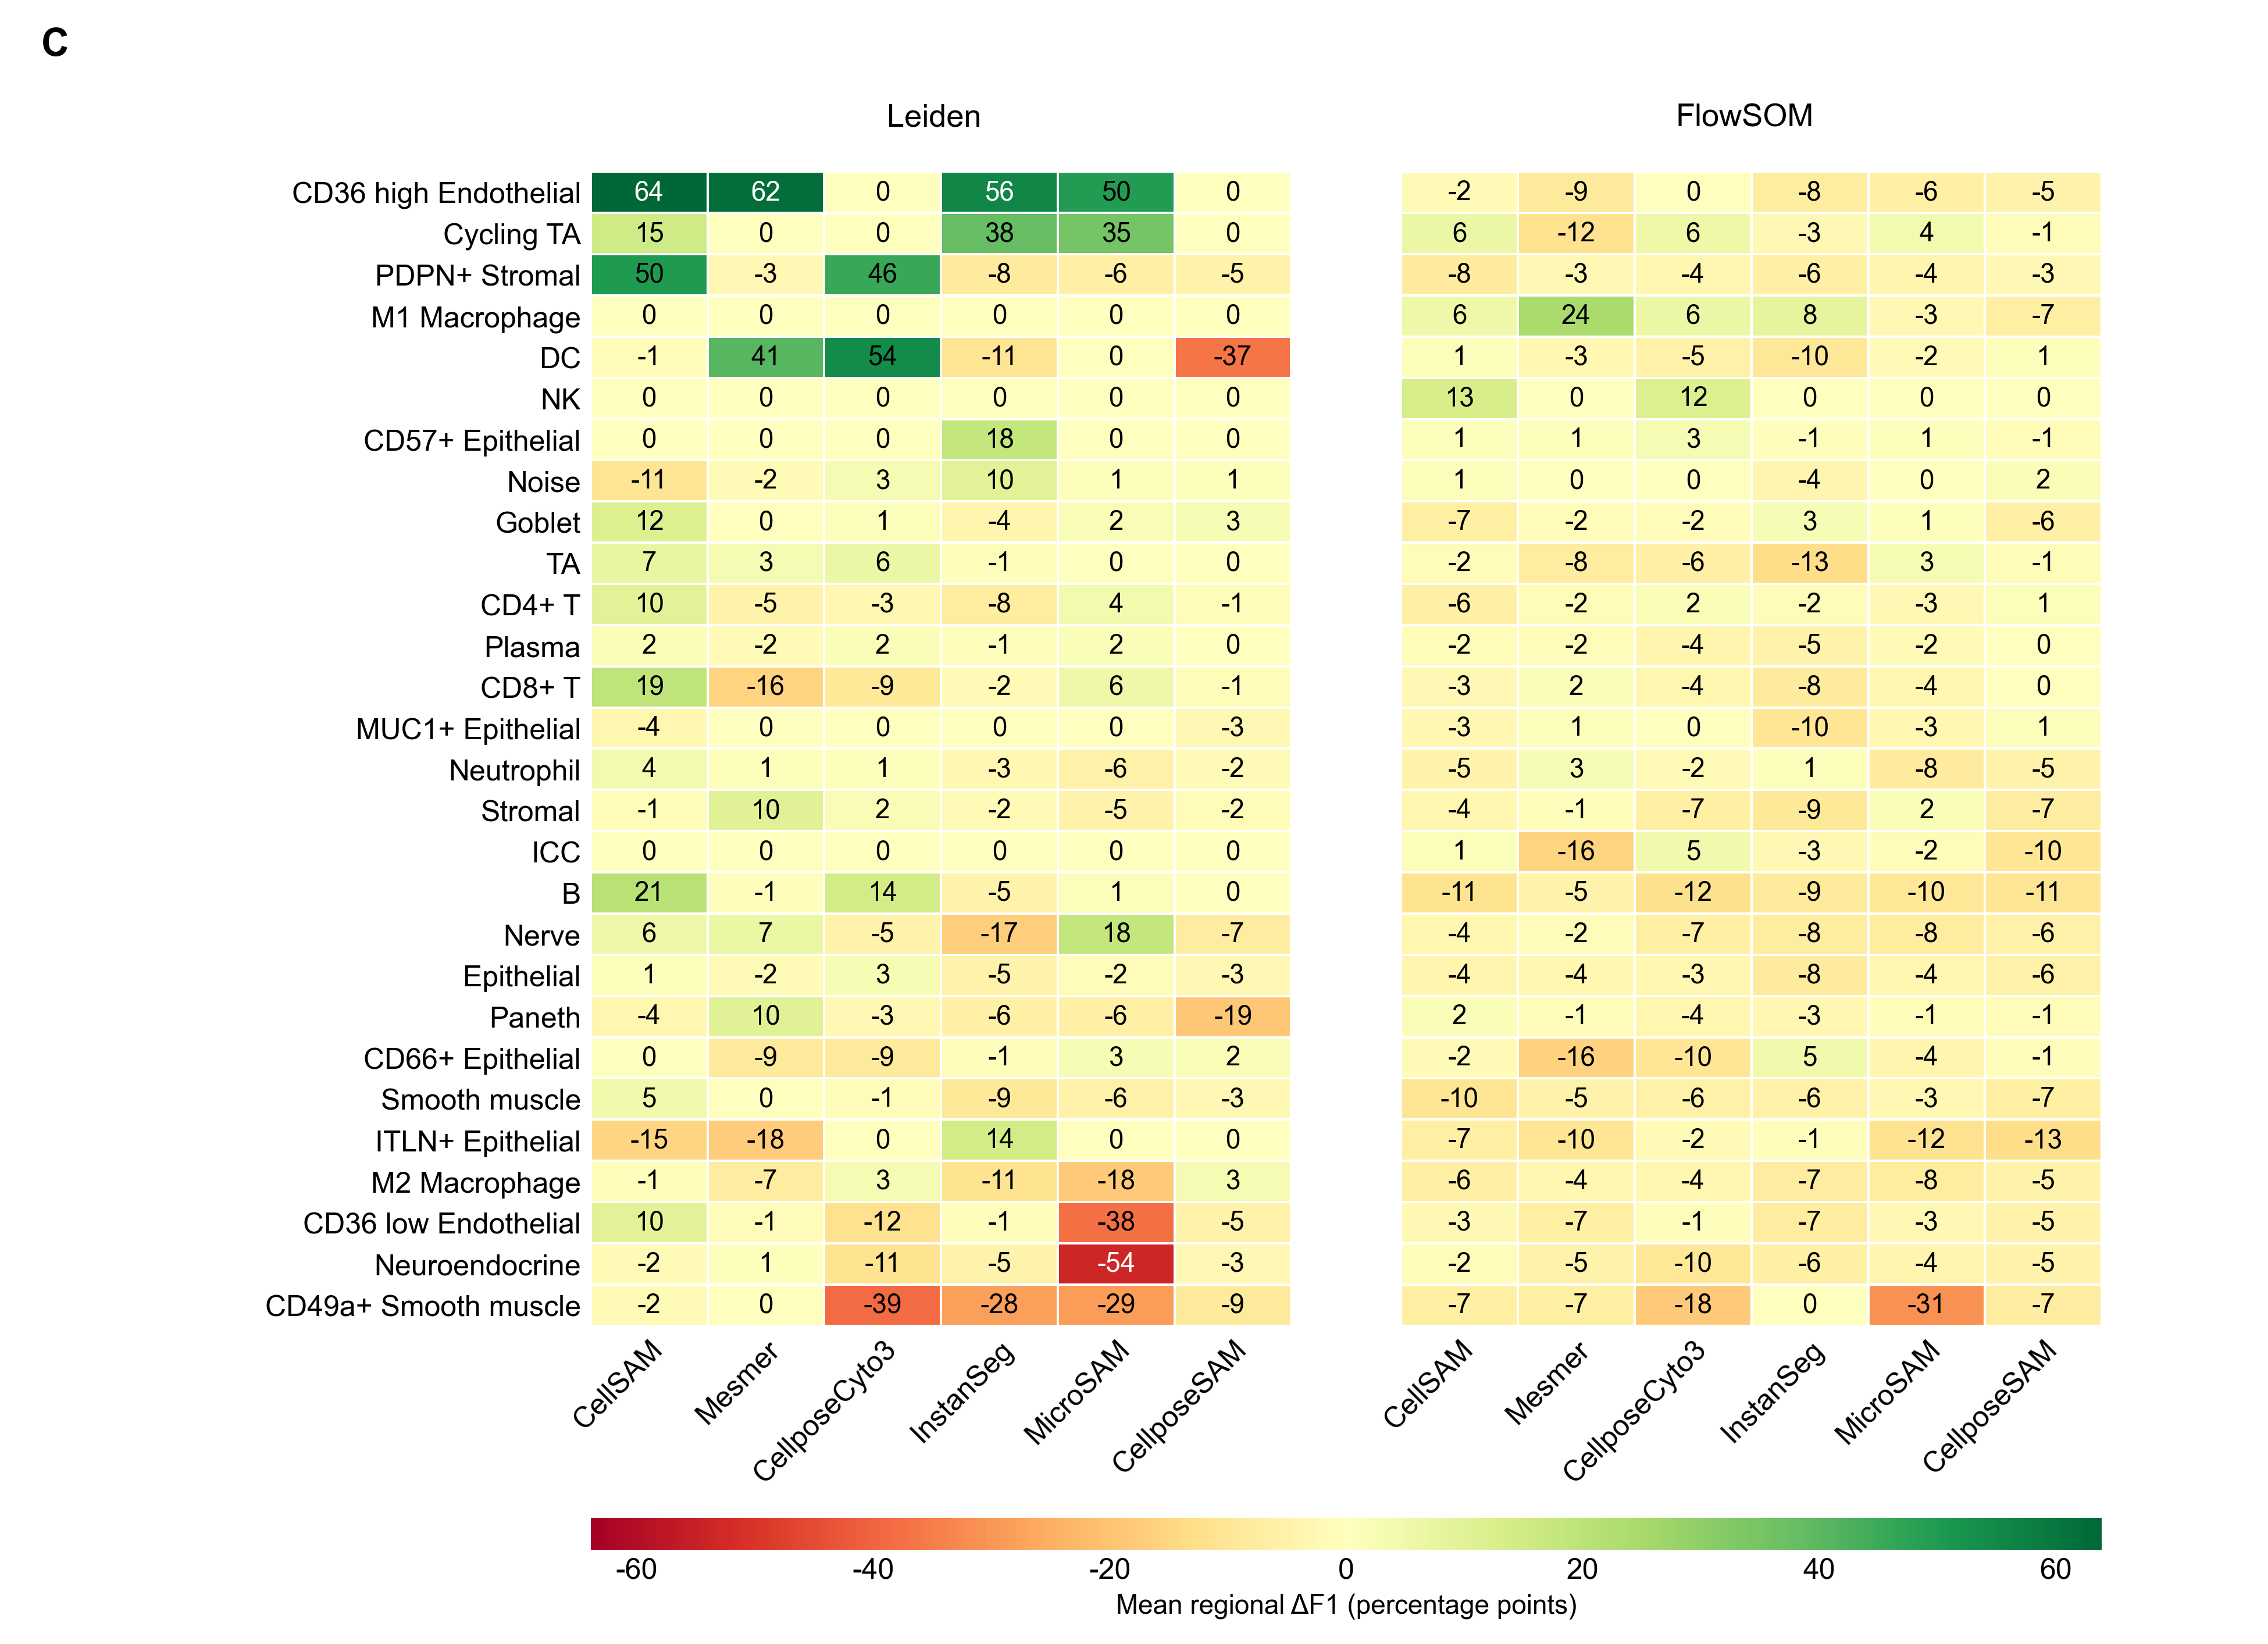 C
Leiden FlowSOM
CD36 high Endothelial 64 62 0 56 50 0 -2 -9 0 -8 -6 -5
Cycling TA 15 0 0 38 35 0 6 -12 6 -3 4 -1
PDPN+ Stromal 50 -3 46 -8 -6 -5 -8 -3 -4 -6 -4 -3
M1 Macrophage 0 0 0 0 0 0 6 24 6 8 -3 -7
DC -1 41 54 -11 0 -37 1 -3 -5 -10 -2 1
NK 0 0 0 0 0 0 13 0 12 0 0 0
CD57+ Epithelial 0 0 0 18 0 0 1 1 3 -1 1 -1
Noise -11 -2 3 10 1 1 1 0 0 -4 0 2
Goblet 12 0 1 -4 2 3 -7 -2 -2 3 1 -6
TA 7 3 6 -1 0 0 -2 -8 -6 -13 3 -1
CD4+ T 10 -5 -3 -8 4 -1 -6 -2 2 -2 -3 1
Plasma 2 -2 2 -1 2 0 -2 -2 -4 -5 -2 0
CD8+ T 19 -16 -9 -2 6 -1 -3 2 -4 -8 -4 0
MUC1+ Epithelial -4 0 0 0 0 -3 -3 1 0 -10 -3 1
Neutrophil 4 1 1 -3 -6 -2 -5 3 -2 1 -8 -5
Stromal -1 10 2 -2 -5 -2 -4 -1 -7 -9 2 -7
ICC 0 0 0 0 0 0 1 -16 5 -3 -2 -10
B 21 -1 14 -5 1 0 -11 -5 -12 -9 -10 -11
Nerve 6 7 -5 -17 18 -7 -4 -2 -7 -8 -8 -6
Epithelial 1 -2 3 -5 -2 -3 -4 -4 -3 -8 -4 -6
Paneth -4 10 -3 -6 -6 -19 2 -1 -4 -3 -1 -1
CD66+ Epithelial 0 -9 -9 -1 3 2 -2 -16 -10 5 -4 -1
Smooth muscle 5 0 -1 -9 -6 -3 -10 -5 -6 -6 -3 -7
ITLN+ Epithelial -15 -18 0 14 0 0 -7 -10 -2 -1 -12 -13
M2 Macrophage -1 -7 3 -11 -18 3 -6 -4 -4 -7 -8 -5
CD36 low Endothelial 10 -1 -12 -1 -38 -5 -3 -7 -1 -7 -3 -5
Neuroendocrine -2 1 -11 -5 -54 -3 -2 -5 -10 -6 -4 -5
CD49a+ Smooth muscle -2 0 -39 -28 -29 -9 -7 -7 -18 0 -31 -7
CellSAM Mesmer CellposeCyto3 InstanSeg MicroSAM CellposeSAM CellSAM Mesmer CellposeCyto3 InstanSeg MicroSAM CellposeSAM
-60 -40 -20 0 20 40 60
Mean regional ΔF1 (percentage points)